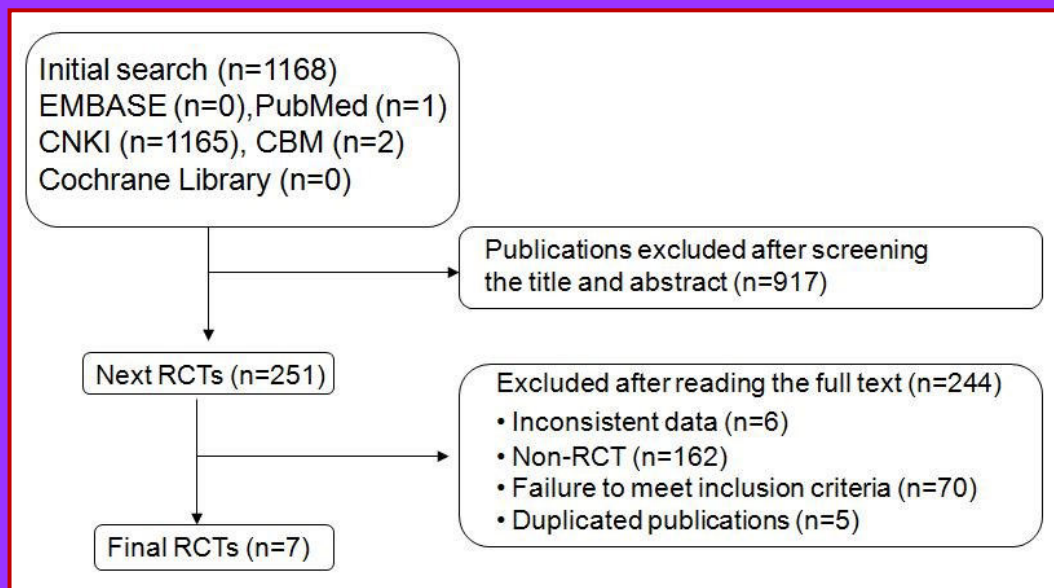 Initial search (n=1168)
EMBASE (n=0),PubMed (n=1)
CNKI (n=1165), CBM (n=2)
Cochrane Library (n=0)
Publications excluded after screening
the title and abstract (n=917)
Next RCTs (n=251)
Excluded after reading the full text (n=244)
• Inconsistent data (n=6)
• Non-RCT (n=162)
• Failure to meet inclusion criteria (n=70)
• Duplicated publications (n=5)
Final RCTs (n=7)